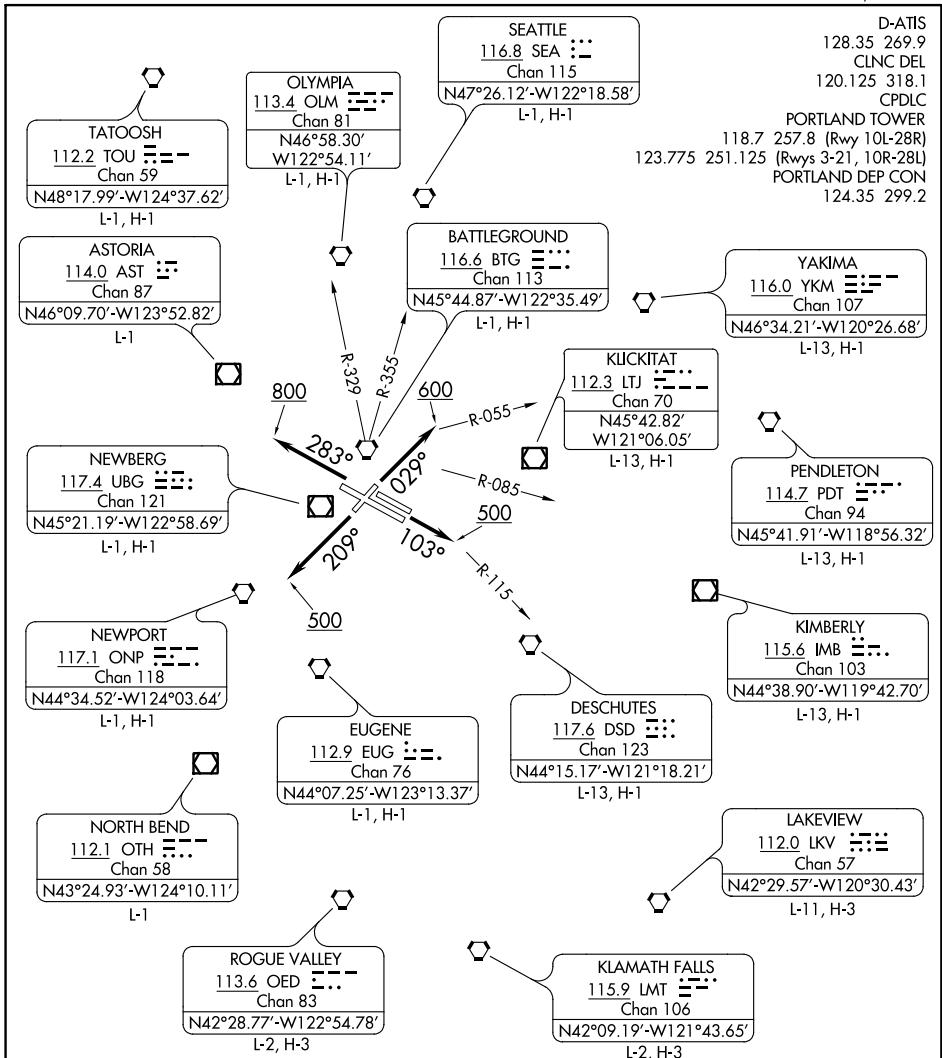 D-ATIS
128.35 269.9
CLNC DEL
120.125 318.1
CPDLC
PORTLAND TOWER
118.7 257.8 (Rwy 10L-28R)
123.775 251.125 (Rwys 3-21, 10R-28L)
PORTLAND DEP CON
124.35 299.2
SEATTLE
116.8 SEA
Chan 115
N47°26.12'-W122°18.58'
L-1, H-1
OLYMPIA
113.4 OLM
Chan 81
N46°58.30'
W122°54.11'
L-1, H-1
TATOOSH
112.2 TOU
Chan 59
N48°17.99'-W124°37.62'
L-1, H-1
ASTORIA
114.0 AST
Chan 87
N46°09.70'-W123°52.82'
L-1
BATTLEGROUND
116.6 BTG
Chan 113
N45°44.87'-W122°35.49'
L-1, H-1
YAKIMA
116.0 YKM
Chan 107
N46°34.21'-W120°26.68'
L-13, H-1
KLICKITAT
112.3 LTJ
Chan 70
N45°42.82'
W121°06.05'
L-13, H-1
R-329
R-355
800
600
R-055
283°
029°
R-085
NEWBERG
117.4 UBG
Chan 121
N45°21.19'-W122°58.69'
L-1, H-1
PENDLETON
114.7 PDT
Chan 94
N45°41.91'-W118°56.32'
L-13, H-1
209°
103°
500
R-115
500
NEWPORT
117.1 ONP
Chan 118
N44°34.52'-W124°03.64'
L-1, H-1
KIMBERLY
115.6 IMB
Chan 103
N44°38.90'-W119°42.70'
L-13, H-1
EUGENE
112.9 EUG
Chan 76
N44°07.25'-W123°13.37'
L-1, H-1
DESCHUTES
117.6 DSD
Chan 123
N44°15.17'-W121°18.21'
L-13, H-1
NORTH BEND
112.1 OTH
Chan 58
N43°24.93'-W124°10.11'
L-1
LAKEVIEW
112.0 LKV
Chan 57
N42°29.57'-W120°30.43'
L-11, H-3
ROGUE VALLEY
113.6 OED
Chan 83
N42°28.77'-W122°54.78'
L-2, H-3
KLAMATH FALLS
115.9 LMT
Chan 106
N42°09.19'-W121°43.65'
L-2, H-3